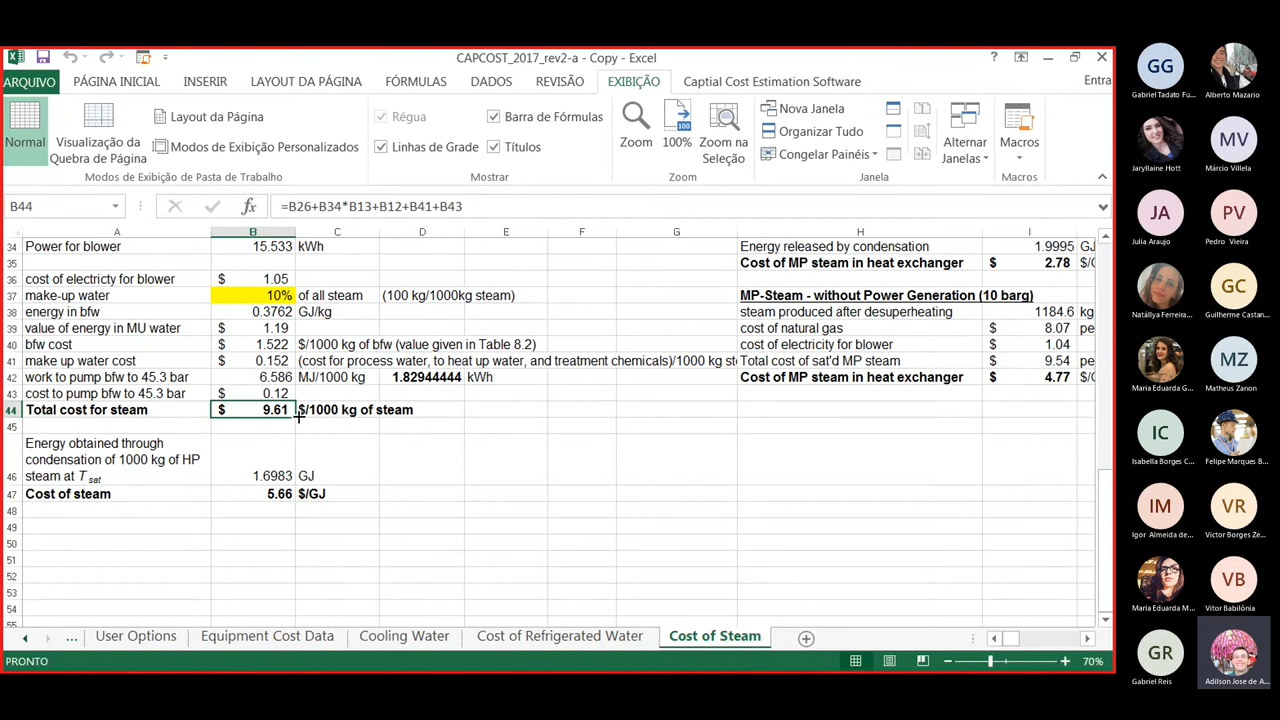 CAPCOST_2017_rev2-a - Copy - Excel
ARQUIVO PÁGINA INICIAL INSERIR LAYOUT DA PÁGINA FÓRMULAS DADOS REVISÃO EXIBIÇÃO Captial Cost Estimation Software Entra
Normal
Visualização da
Quebra de Página
Layout da Página
Modos de Exibição Personalizados
Modos de Exibição de Pasta de Trabalho
Régua
Barra de Fórmulas
Linhas de Grade
Títulos
Mostrar
Zoom
100%
Zoom na
Seleção
Zoom
Nova Janela
Organizar Tudo
Congelar Painéis
Alternar
Janelas
Janela
Macros
Macros
B44 fx =B26+B34*B13+B12+B41+B43
A B C D E F G H I
34 Power for blower 15.533 kWh Energy released by condensation 1.9995 GJ
35 Cost of MP steam in heat exchanger $ 2.78 $/G
36 cost of electricty for blower $ 1.05
37 make-up water 10% of all steam (100 kg/1000kg steam) MP-Steam - without Power Generation (10 barg)
38 energy in bfw 0.3762 GJ/kg steam produced after desuperheating 1184.6 kg
39 value of energy in MU water $ 1.19 cost of natural gas $ 8.07 per
40 bfw cost $ 1.522 $/1000 kg of bfw (value given in Table 8.2) cost of electricity for blower $ 1.04
41 make up water cost $ 0.152 (cost for process water, to heat up water, and treatment chemicals)/1000 kg st Total cost of sat'd MP steam $ 9.54 per
42 work to pump bfw to 45.3 bar 6.586 MJ/1000 kg 1.82944444 kWh Cost of MP steam in heat exchanger $ 4.77 $/G
43 cost to pump bfw to 45.3 bar $ 0.12
44 Total cost for steam $ 9.61 $/1000 kg of steam
45
Energy obtained through
condensation of 1000 kg of HP
46 steam at T sat 1.6983 GJ
47 Cost of steam 5.66 $/GJ
48
49
50
51
52
53
54
55
... User Options Equipment Cost Data Cooling Water Cost of Refrigerated Water Cost of Steam
PRONTO 70%
GG
Gabriel Tadato Fu...
Alberto Mazario
Jaryllaine Hott
MV
Márcio Villela
JA
Julia Araujo
PV
Pedro Vieira
Natállya Ferreira...
GC
Guilherme Castan...
Maria Eduarda G...
MZ
Matheus Zanon
IC
Isabella Borges C...
Felipe Marques B...
IM
Igor Almeida de...
VR
Victor Borges Ze...
Maria Eduarda M...
VB
Vitor Babilônia
GR
Gabriel Reis
Adilson Jose de A...